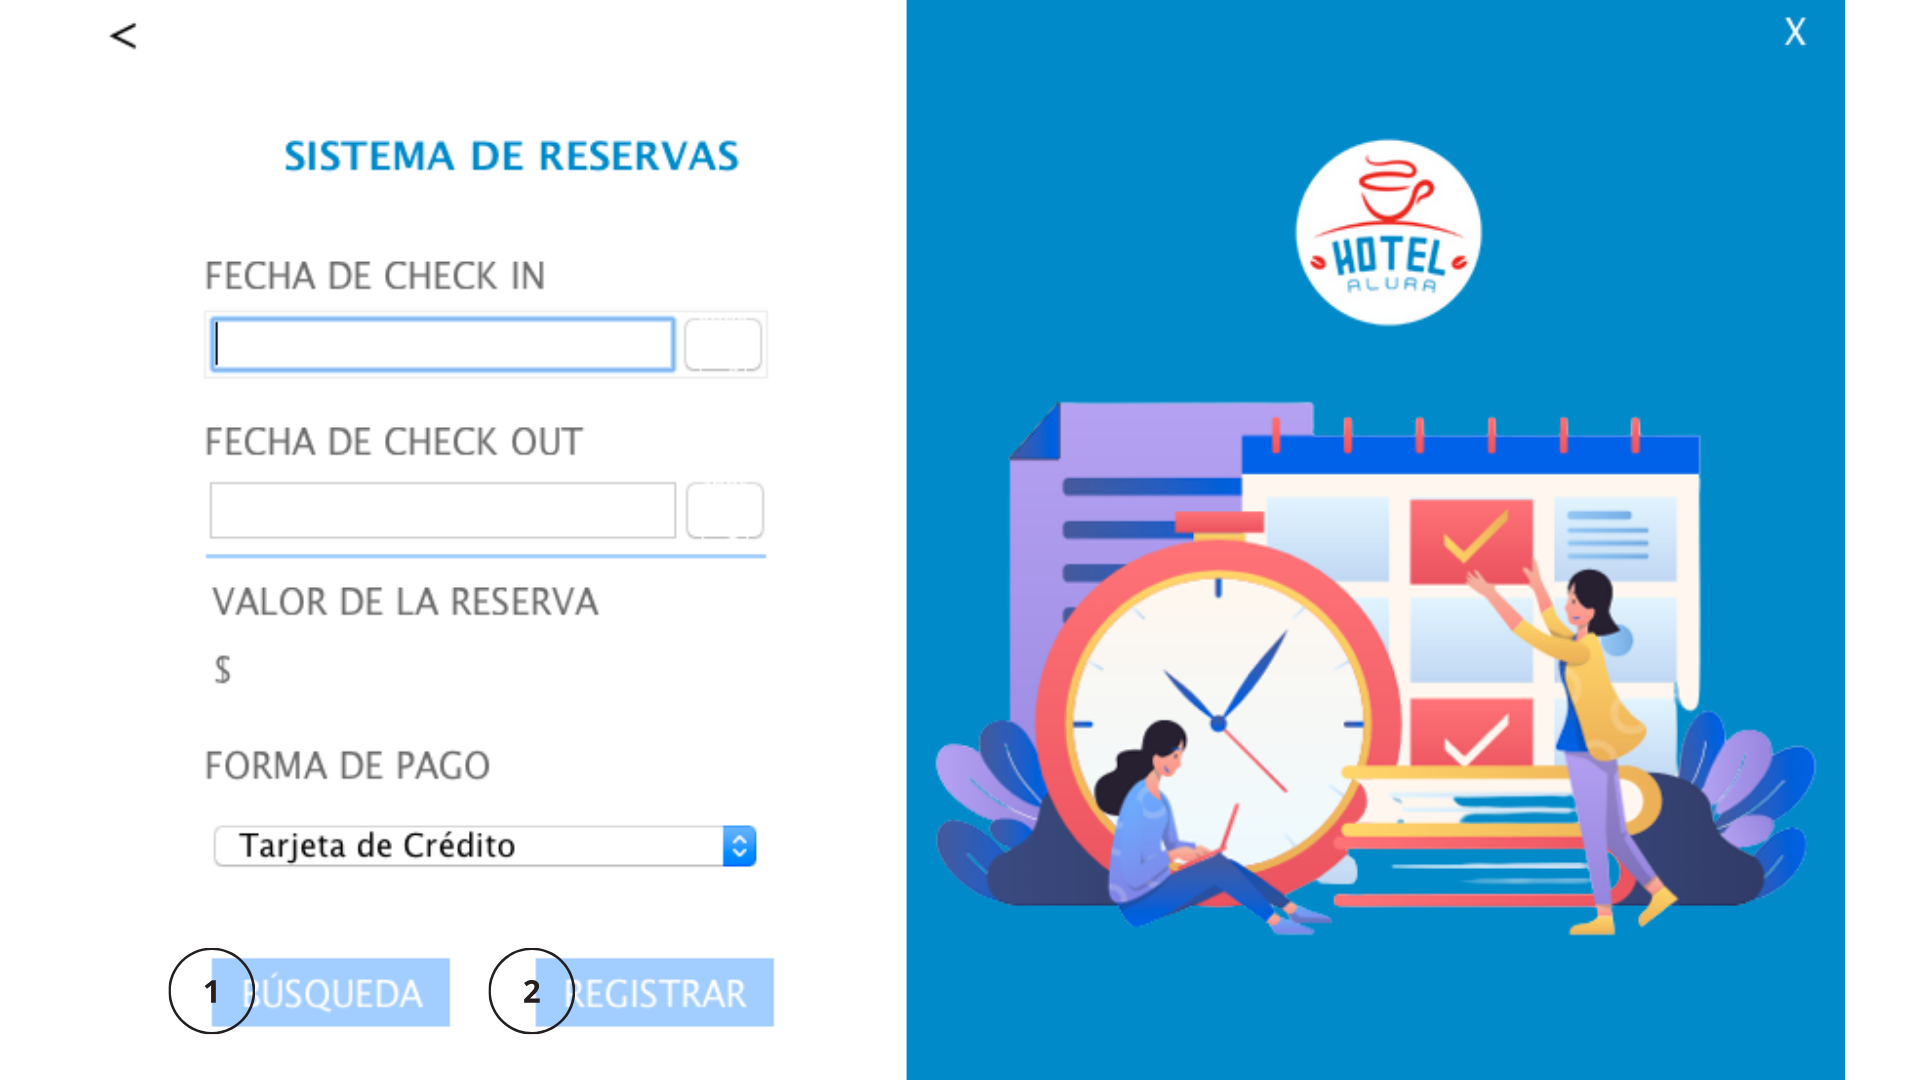 <
X
SISTEMA DE RESERVAS
HOTEL
ALURA
FECHA DE CHECK IN
FECHA DE CHECK OUT
VALOR DE LA RESERVA
$
FORMA DE PAGO
Tarjeta de Crédito
1 BÚSQUEDA
2 REGISTRAR